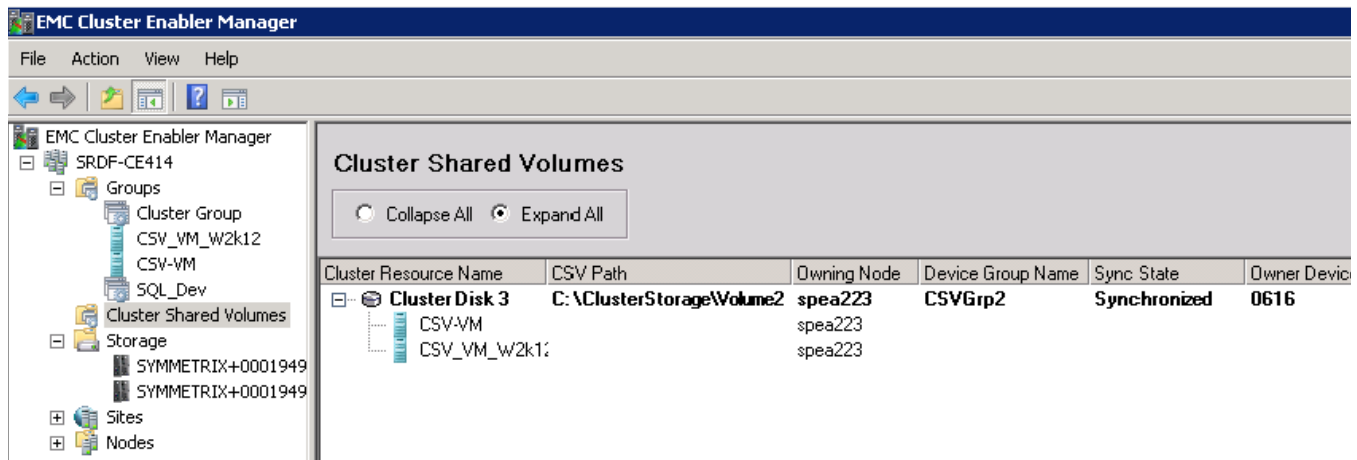 EMC Cluster Enabler Manager
File Action View Help
EMC Cluster Enabler Manager
SRDF-CE414
Groups
Cluster Group
CSV_VM_W2k12
CSV-VM
SQL_Dev
Cluster Shared Volumes
Storage
SYMMETRIX+0001949
SYMMETRIX+0001949
Sites
Nodes
Cluster Shared Volumes
Collapse All Expand All
Cluster Resource Name CSV Path Owning Node Device Group Name Sync State Owner Device
Cluster Disk 3 C:\ClusterStorage\Volume2 spea223 CSVGrp2 Synchronized 0616
CSV-VM spea223
CSV_VM_W2k12 spea223